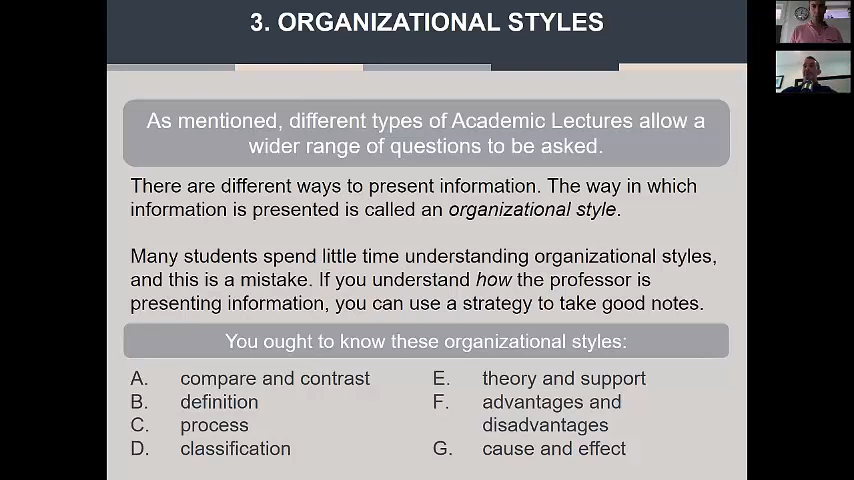 3. ORGANIZATIONAL STYLES
As mentioned, different types of Academic Lectures allow a
wider range of questions to be asked.
There are different ways to present information. The way in which
information is presented is called an organizational style.
Many students spend little time understanding organizational styles,
and this is a mistake. If you understand how the professor is
presenting information, you can use a strategy to take good notes.
You ought to know these organizational styles:
A. compare and contrast
B. definition
C. process
D. classification
E. theory and support
F. advantages and
disadvantages
G. cause and effect